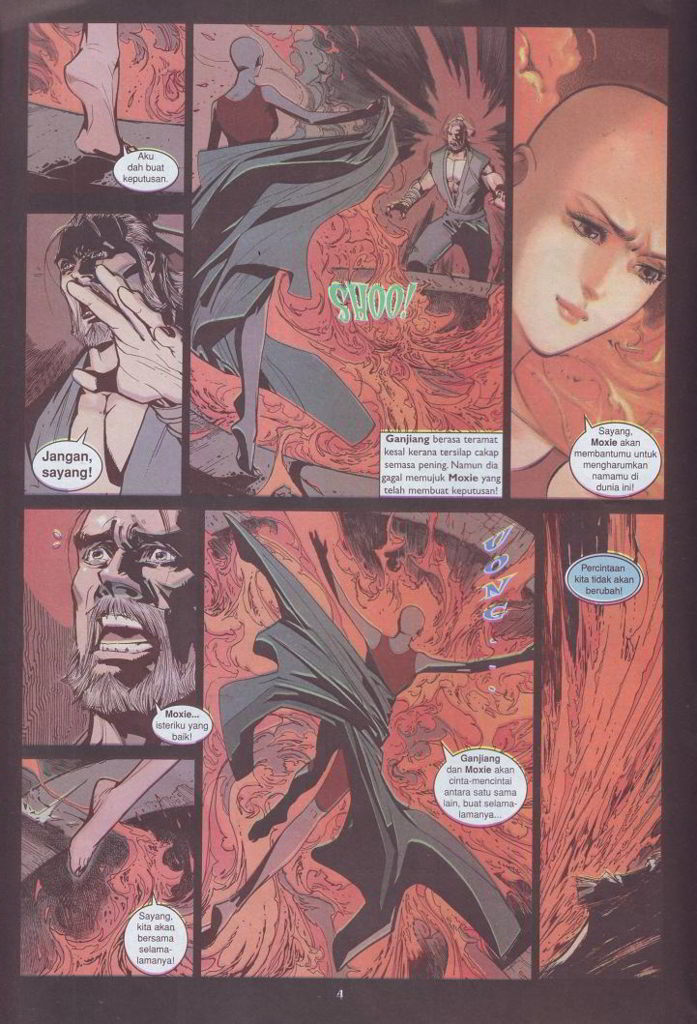 Aku
dah buat
keputusan.
Jangan,
sayang!
SHOO!
Ganjiang berasa teramat
kesal kerana tersilap cakap
semasa pening. Namun dia
gagal memujuk Moxie yang
telah membuat keputusan!
Sayang,
Moxie akan
membantumu untuk
mengharumkan
namamu di
dunia ini!
Moxie...
isteriku yang
baik!
Sayang,
kita akan
bersama
selama-
lamanya!
WONG...
Ganjiang
dan Moxie akan
cinta-mencintai
antara satu sama
lain, buat selama-
lamanya...
Percintaan
kita tidak akan
berubah!
4